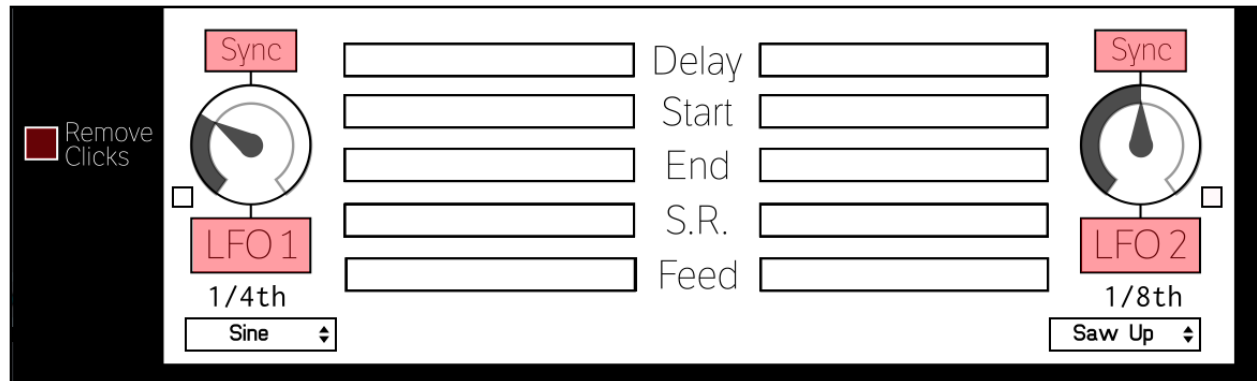 Sync
Delay
Sync
Start
Remove
Clicks
End
S.R.
LFO 1
LFO 2
Feed
1/4th
1/8th
Sine
Saw Up